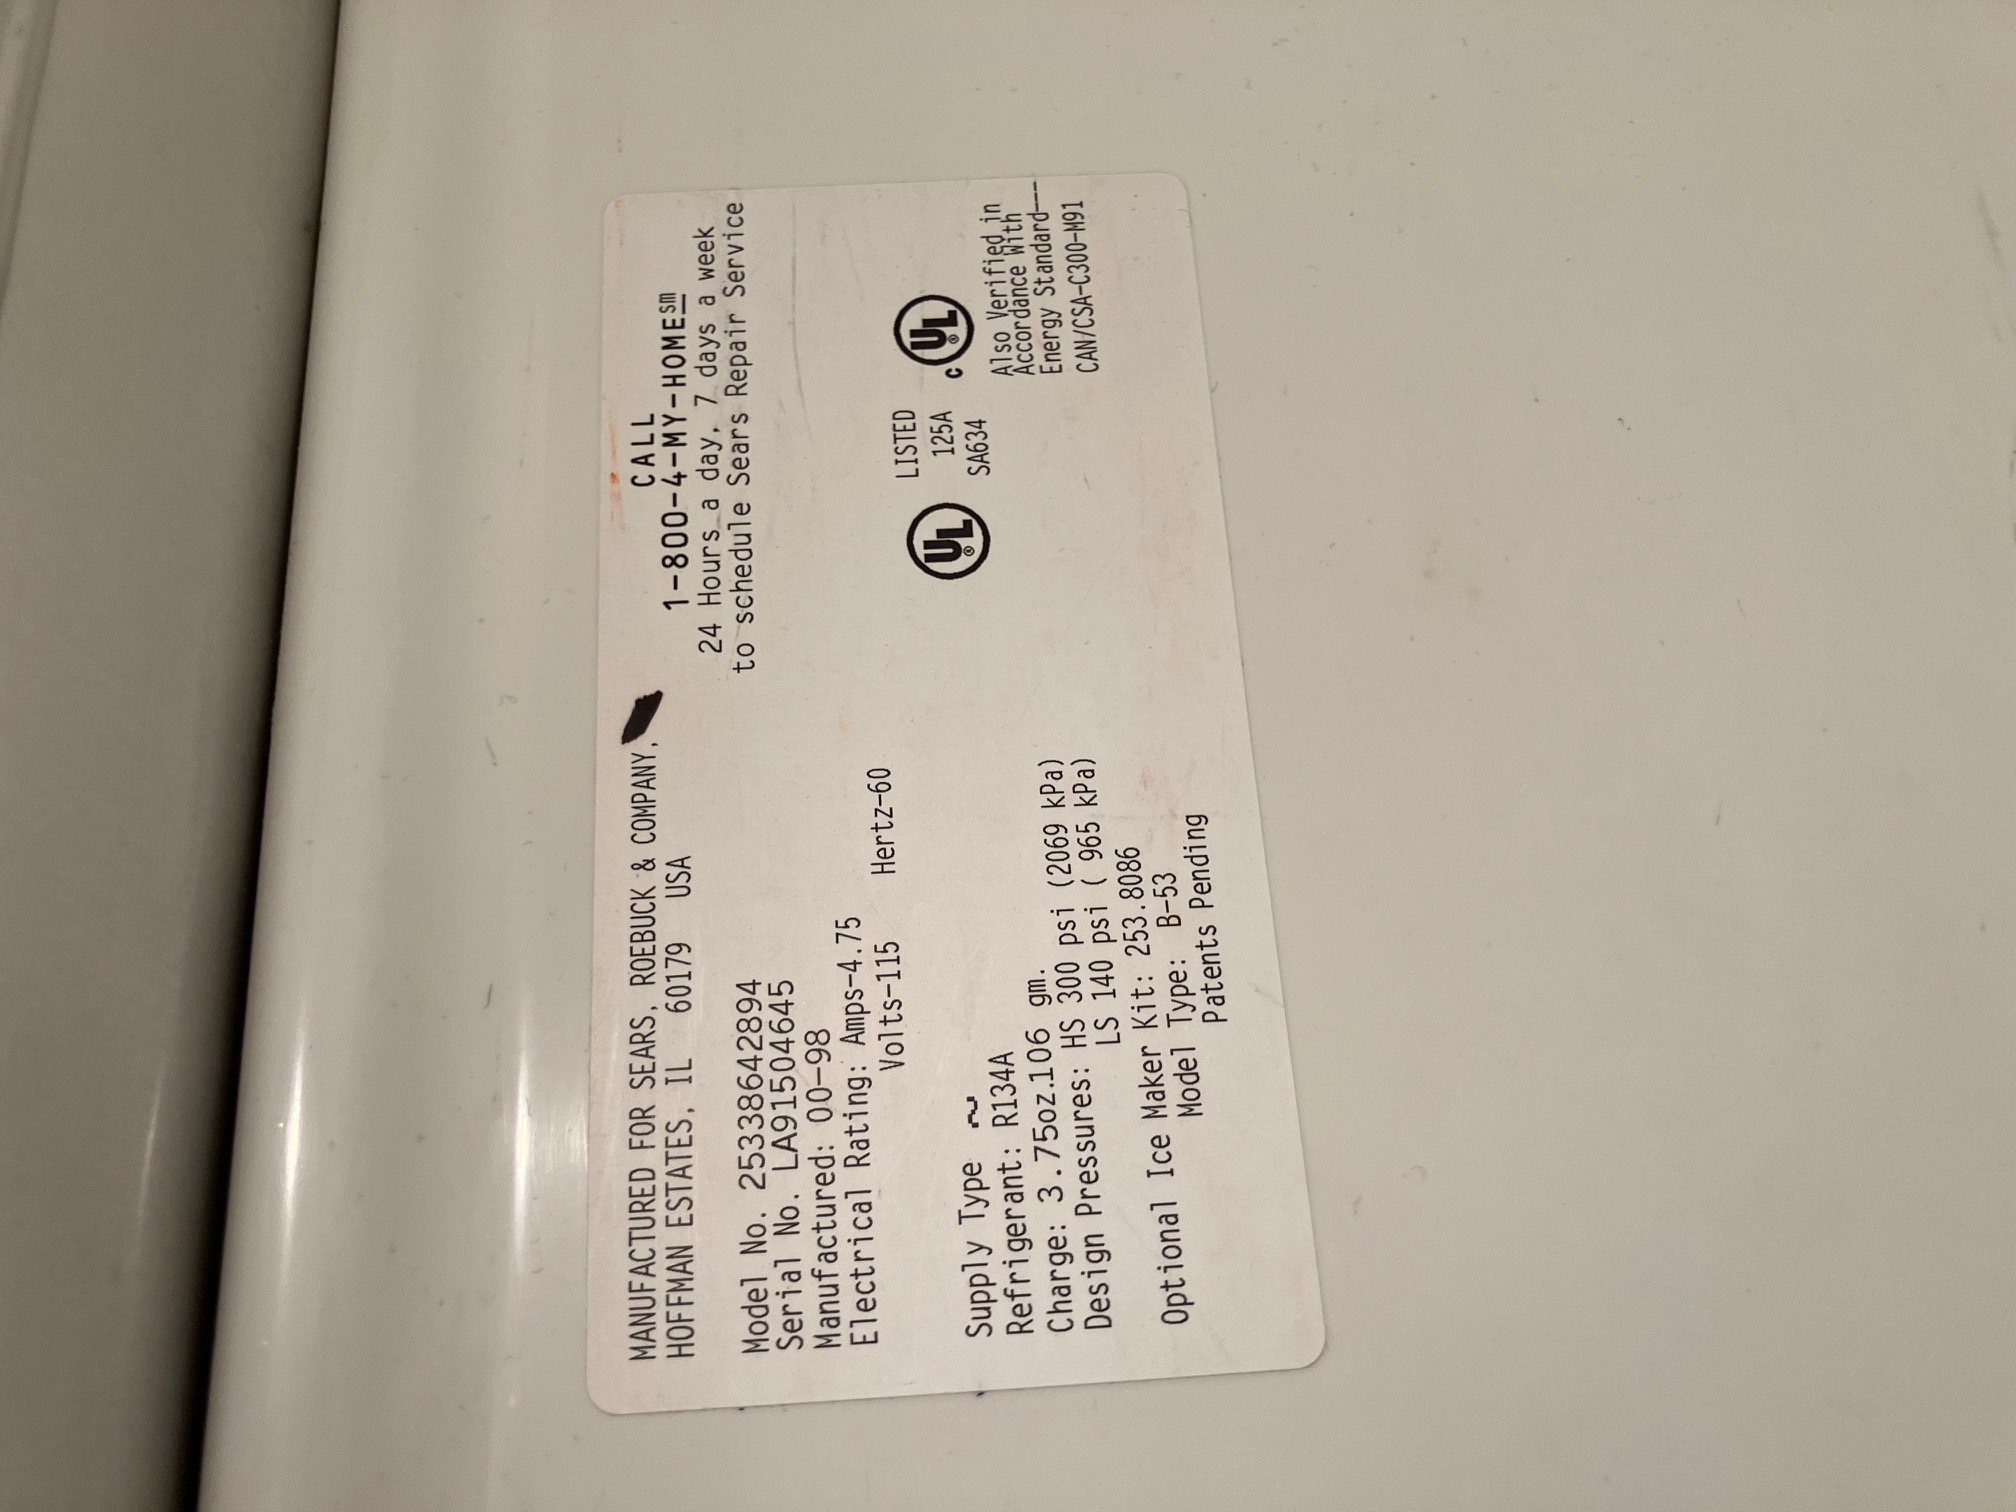 MANUFACTURED FOR SEARS, ROEBUCK & COMPANY,
HOFFMAN ESTATES, IL 60179 USA
CALL
1-800-4-MY-HOMEsm
24 Hours a day, 7 days a week
to schedule Sears Repair Service
Model No. 25338642894
Serial No. LA91504645
Manufactured: 00-98
Electrical Rating: Amps-4.75
Volts-115 Hertz-60
UL
®
LISTED
125A
SA634
c UL
®
Also Verified in
Accordance With
Energy Standard---
CAN/CSA-C300-M91
Supply Type ~
Refrigerant: R134A
Charge: 3.75oz.106 gm.
Design Pressures: HS 300 psi (2069 kPa)
LS 140 psi ( 965 kPa)
Optional Ice Maker Kit: 253.8086
Model Type: B-53
Patents Pending